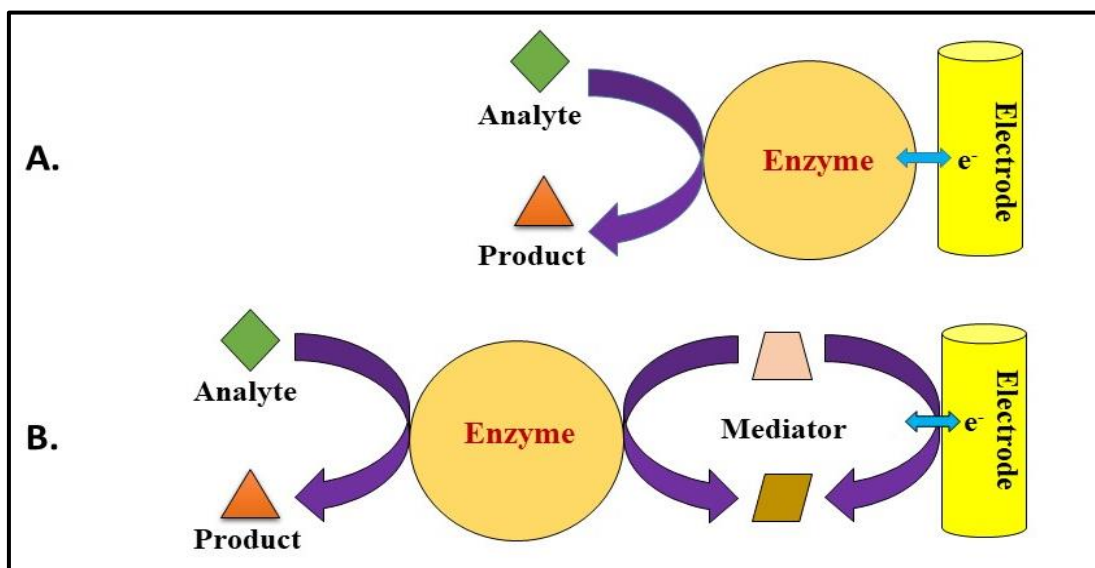 A.
Analyte
Product
Enzyme
e-
Electrode
B.
Analyte
Product
Enzyme
Mediator
e-
Electrode